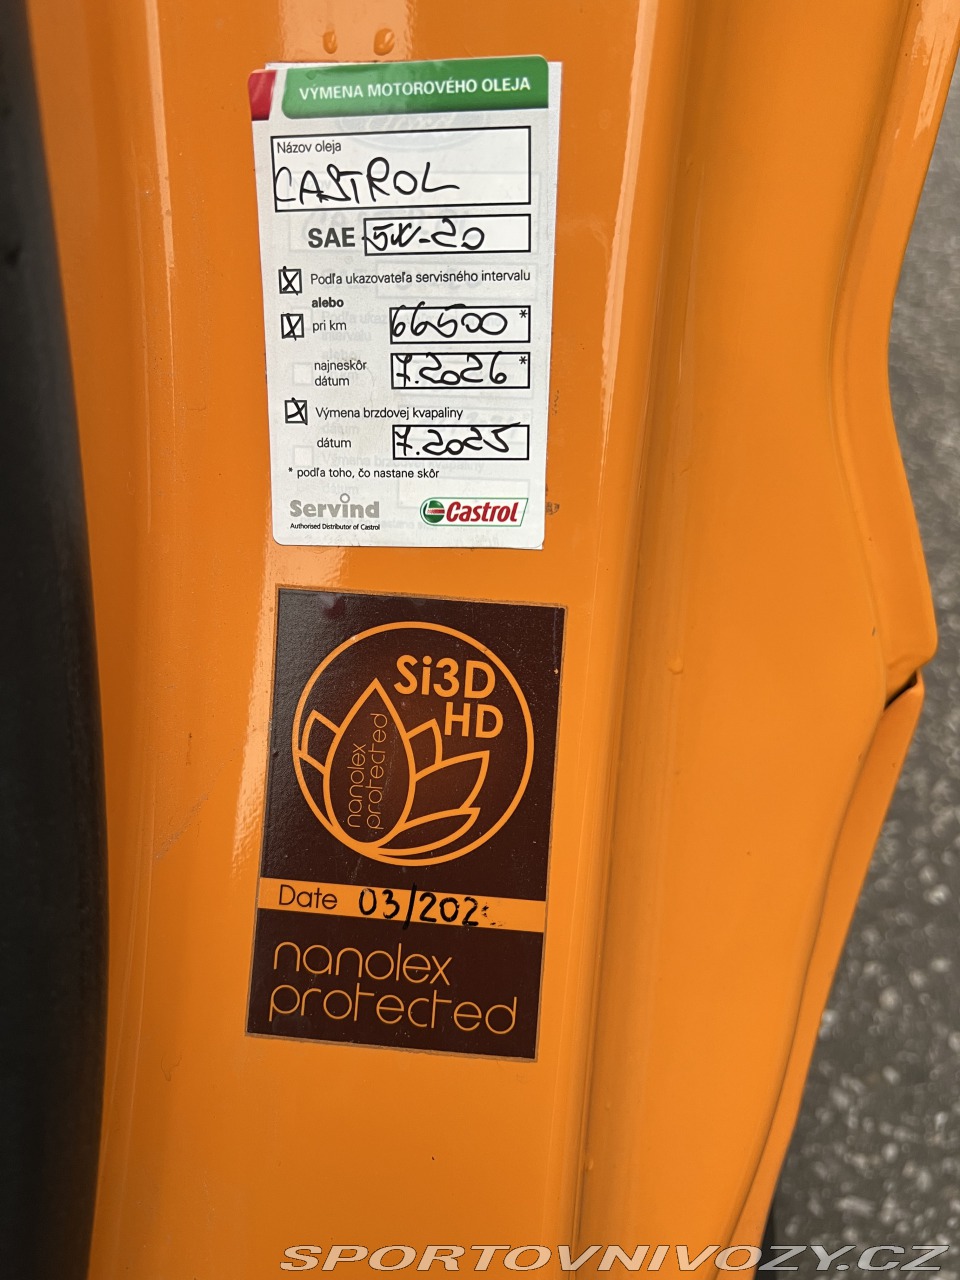 VÝMENA MOTOROVÉHO OLEJA
Názov oleja
CASTROL
SAE 5W-20
Podľa ukazovateľa servisného intervalu
alebo
pri km 66500 *
najneskôr
dátum 7.2026 *
Výmena brzdovej kvapaliny
dátum 7.2025
* podľa toho, čo nastane skôr
Servind
Authorised Distributor of Castrol
Castrol
Si3D
HD
nanolex
protected
Date 03/202
nanolex
protected
SPORTOVNIVOZY.CZ